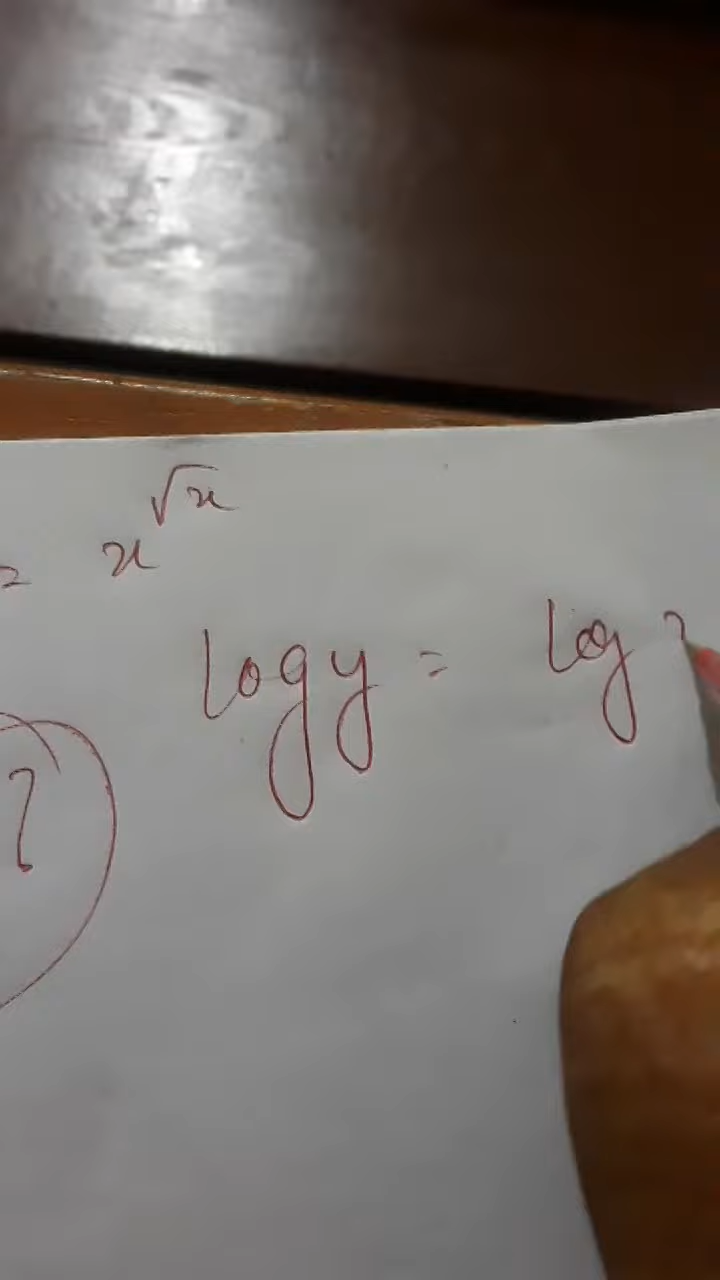 = x^√x
log y = log
?